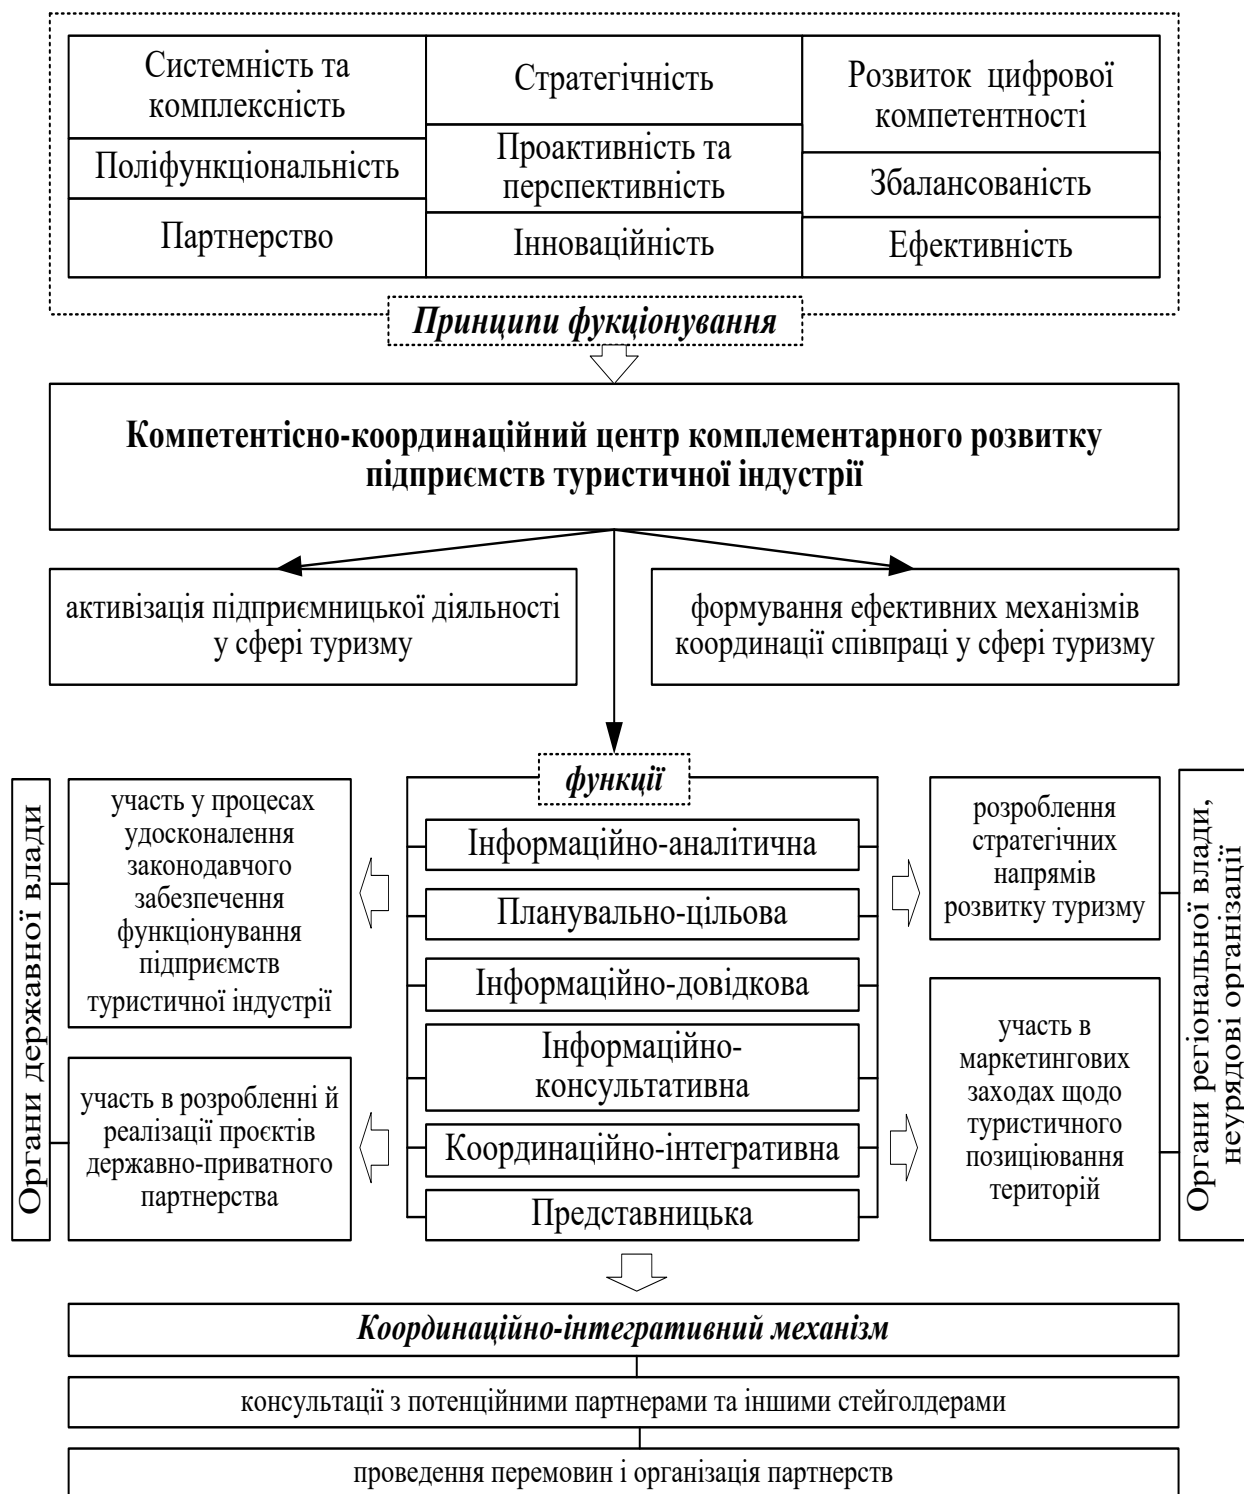 Системність та
комплексність
Стратегічність
Розвиток цифрової
компетентності
Поліфункціональність
Проактивність та
перспективність
Збалансованість
Партнерство
Інноваційність
Ефективність
Принципи фукціонування
Компетентісно-координаційний центр комплементарного розвитку
підприємств туристичної індустрії
активізація підприємницької діяльності
у сфері туризму
формування ефективних механізмів
координації співпраці у сфері туризму
функції
Органи державної влади
участь у процесах
удосконалення
законодавчого
забезпечення
функціонування
підприємств
туристичної індустрії
участь в розробленні й
реалізації проєктів
державно-приватного
партнерства
Інформаційно-аналітична
Планувально-цільова
Інформаційно-довідкова
Інформаційно-
консультативна
Координаційно-інтегративна
Представницька
розроблення
стратегічних
напрямів
розвитку туризму
участь в
маркетингових
заходах щодо
туристичного
позиціювання
територій
Органи регіональної влади,
неурядові організації
Координаційно-інтегративний механізм
консультації з потенційними партнерами та іншими стейголдерами
проведення перемовин і організація партнерств